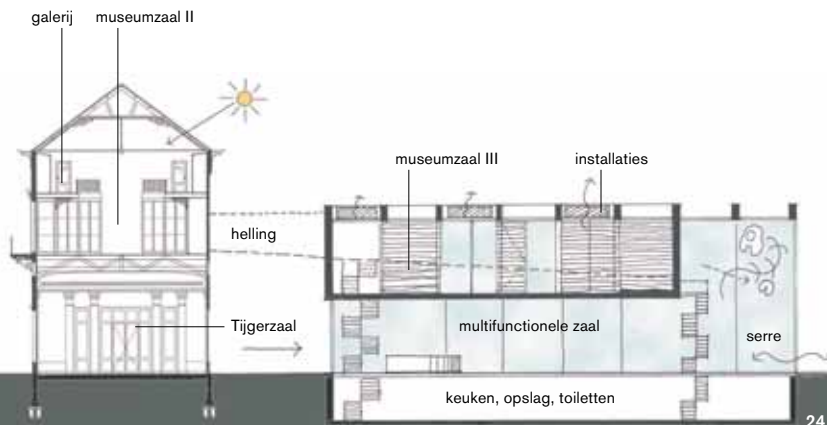 galerij museumzaal II
museumzaal III installaties
helling
Tijgerzaal multifunctionele zaal
serre
keuken, opslag, toiletten
24